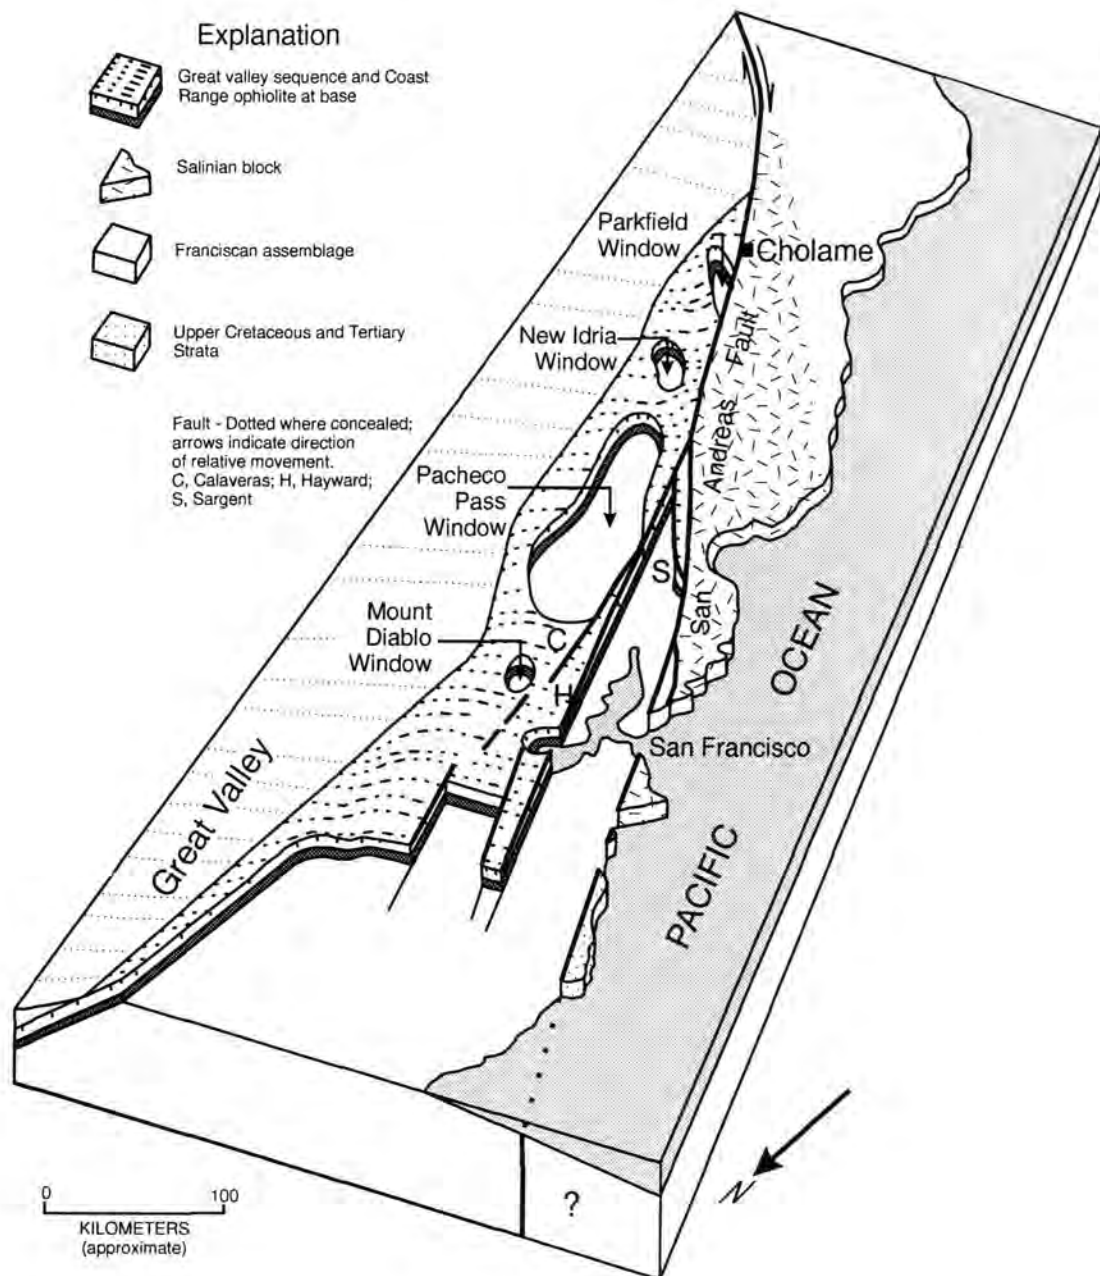 Explanation
Great valley sequence and Coast
Range ophiolite at base
Salinian block
Franciscan assemblage
Upper Cretaceous and Tertiary
Strata
Fault - Dotted where concealed;
arrows indicate direction
of relative movement.
C, Calaveras; H, Hayward;
S, Sargent
Parkfield
Window
Cholame
New Idria
Window
San Andreas Fault
Pacheco
Pass
Window
S
C
H
Mount
Diablo
Window
San Francisco
Great Valley
PACIFIC OCEAN
?
N
0 100
KILOMETERS
(approximate)